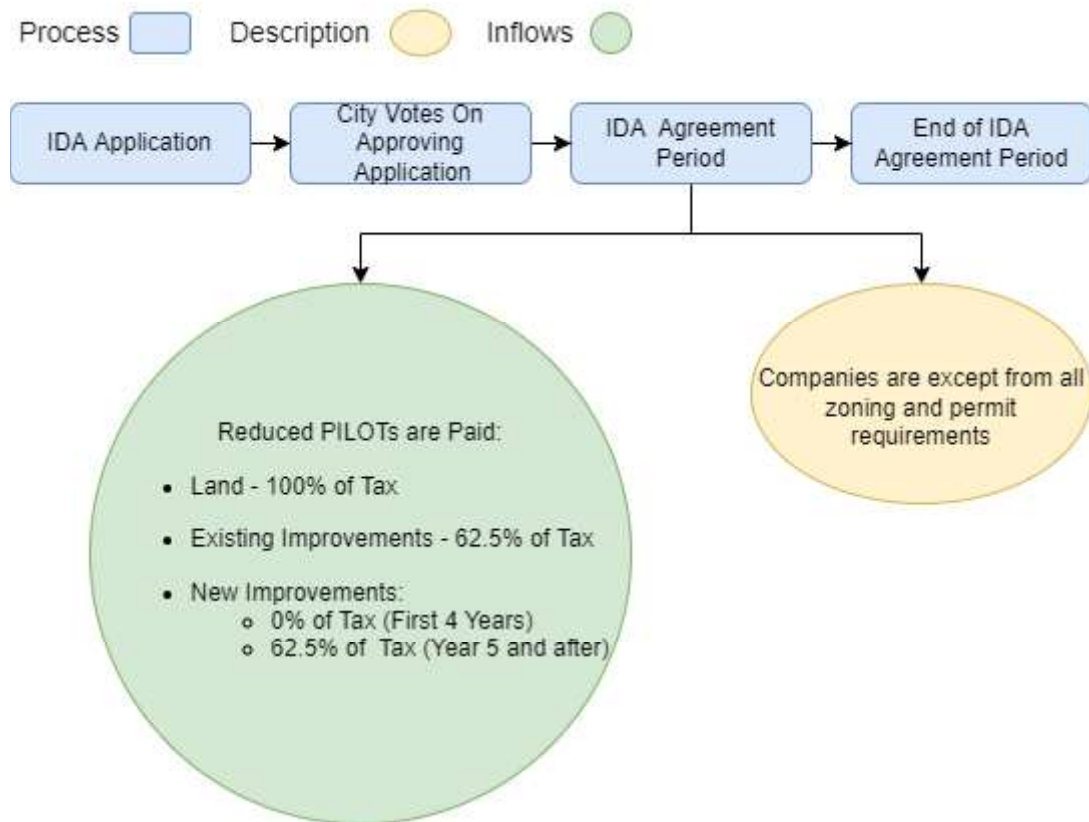 Process
Description
Inflows
IDA Application
City Votes On
Approving
Application
IDA Agreement
Period
End of IDA
Agreement Period
Reduced PILOTs are Paid:
• Land - 100% of Tax
• Existing Improvements - 62.5% of Tax
• New Improvements:
○ 0% of Tax (First 4 Years)
○ 62.5% of Tax (Year 5 and after)
Companies are except from all
zoning and permit
requirements